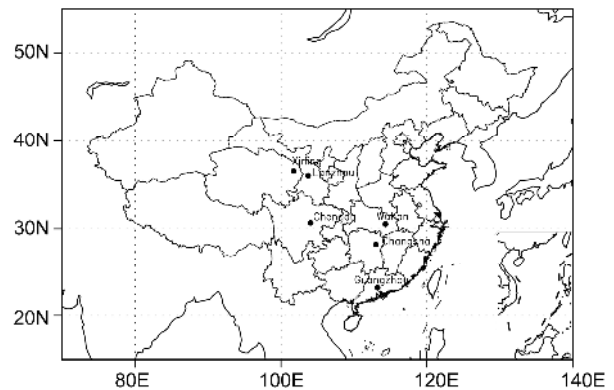 50N
40N
Xining
Lanzhou
30N
Chengdu
Wuhan
Changsha
Guangzhou
20N
80E 100E 120E 140E